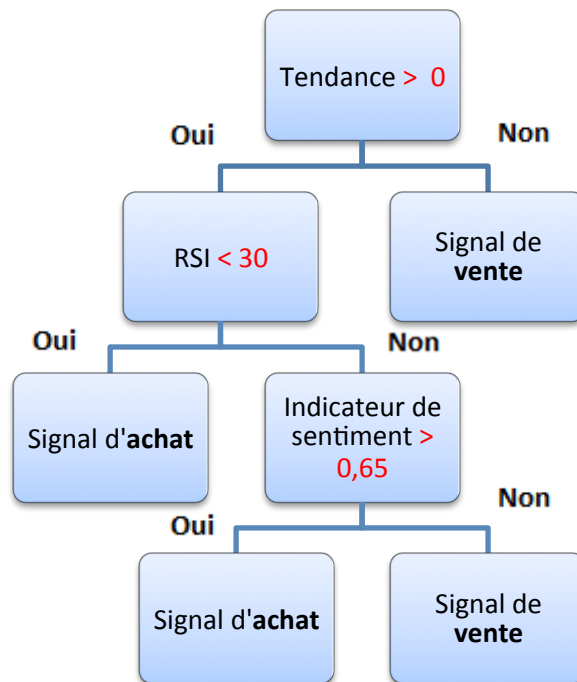 Tendance > 0
Oui
Non
RSI < 30
Signal de
vente
Oui
Non
Signal d'achat
Indicateur de
sentiment >
0,65
Oui
Non
Signal d'achat
Signal de
vente